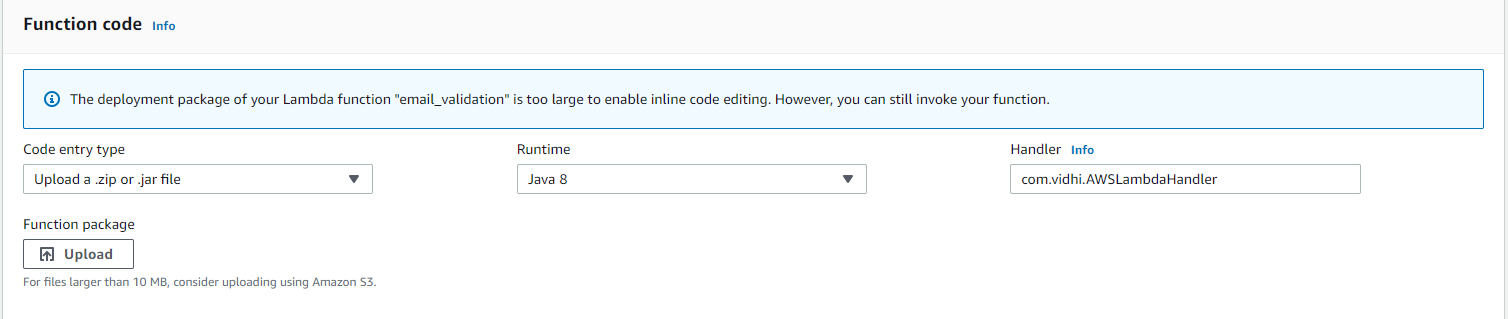 Function code Info
The deployment package of your Lambda function "email_validation" is too large to enable inline code editing. However, you can still invoke your function.
Code entry type
Runtime
Handler Info
Upload a .zip or .jar file
Java 8
com.vidhi.AWSLambdaHandler
Function package
Upload
For files larger than 10 MB, consider uploading using Amazon S3.